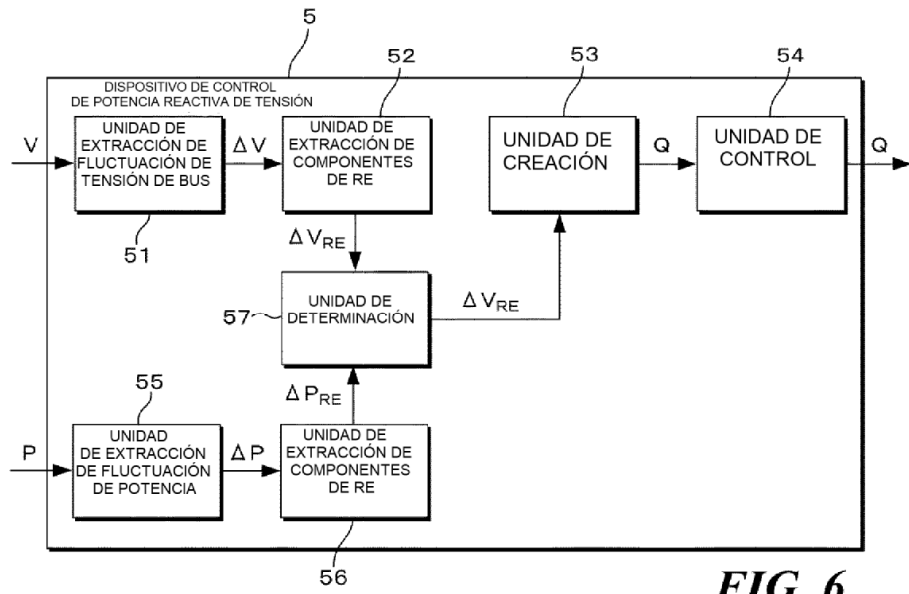 5
DISPOSITIVO DE CONTROL
DE POTENCIA REACTIVA DE TENSIÓN
52
53
54
V
UNIDAD DE
EXTRACCIÓN DE
FLUCTUACIÓN DE
TENSIÓN DE BUS
51
ΔV
UNIDAD DE
EXTRACCIÓN DE
COMPONENTES
DE RE
UNIDAD DE
CREACIÓN
Q
UNIDAD DE
CONTROL
Q
ΔV_RE
57
UNIDAD DE
DETERMINACIÓN
ΔV_RE
ΔP_RE
55
P
UNIDAD
DE EXTRACCIÓN
DE FLUCTUACIÓN
DE POTENCIA
ΔP
UNIDAD DE
EXTRACCIÓN DE
COMPONENTES
DE RE
56
FIG. 6